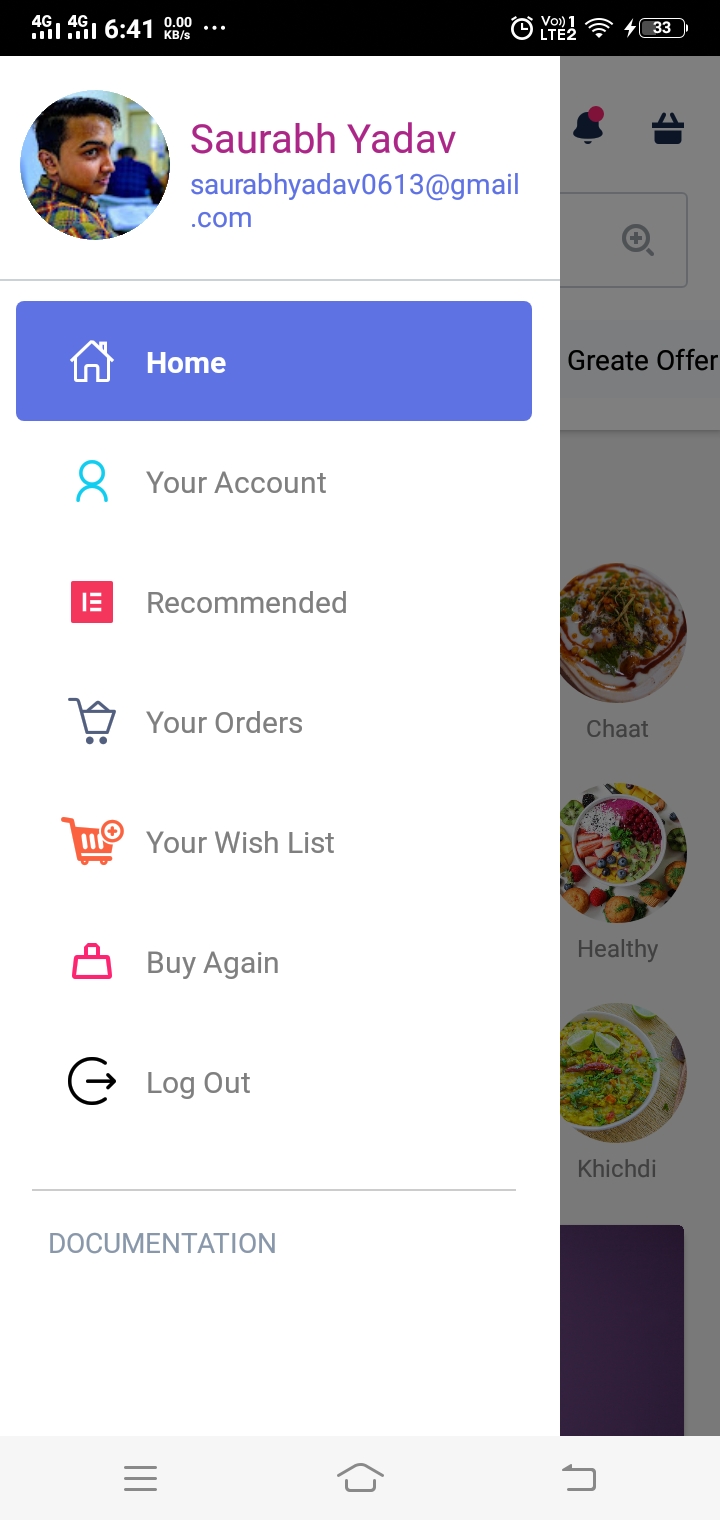 4G 4G 6:41 0.00 KB/s ... Vo)) 1 LTE2 33
Saurabh Yadav
saurabhyadav0613@gmail
.com
Home
Greate Offer
Your Account
Recommended
Your Orders
Chaat
Your Wish List
Healthy
Buy Again
Log Out
Khichdi
DOCUMENTATION